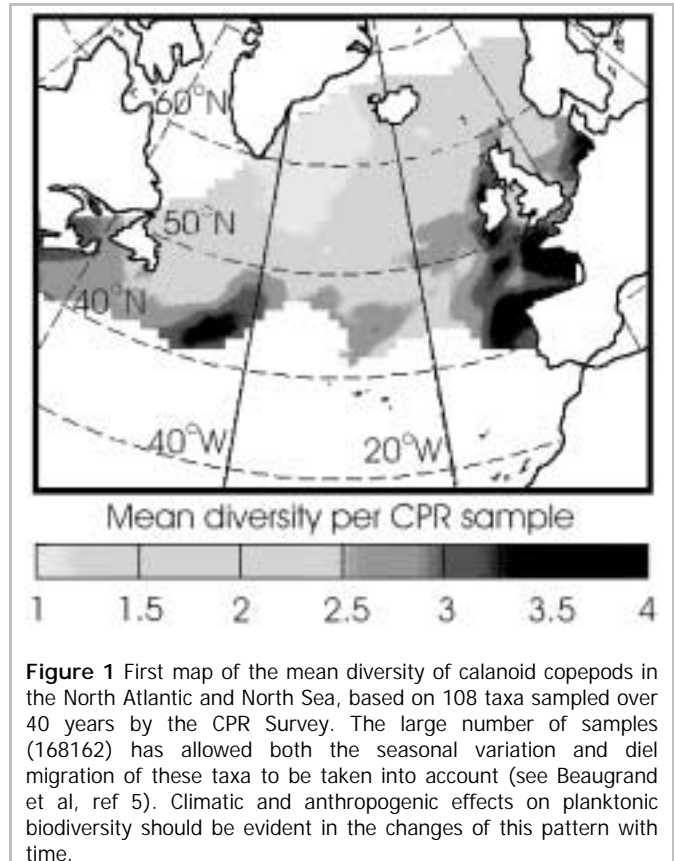 60°N
50°N
40°N
40°W
20°W
Mean diversity per CPR sample
1 1.5 2 2.5 3 3.5 4
Figure 1 First map of the mean diversity of calanoid copepods in
the North Atlantic and North Sea, based on 108 taxa sampled over
40 years by the CPR Survey. The large number of samples
(168162) has allowed both the seasonal variation and diel
migration of these taxa to be taken into account (see Beaugrand
et al, ref 5). Climatic and anthropogenic effects on planktonic
biodiversity should be evident in the changes of this pattern with
time.